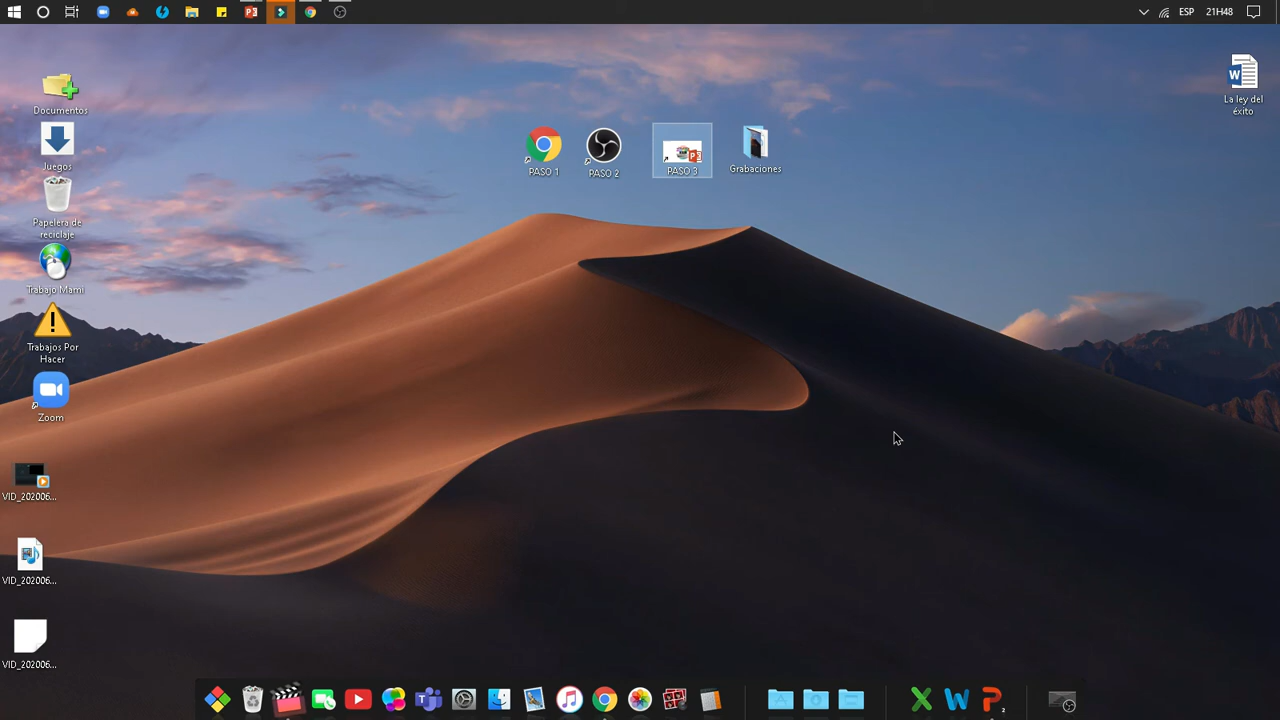 ESP
21H48
Documentos
Juegos
Papelera de
reciclaje
Trabajo Mami
Trabajos Por
Hacer
Zoom
VID_202006...
VID_202006...
VID_202006...
PASO 1
PASO 2
PASO 3
Grabaciones
La ley del
éxito